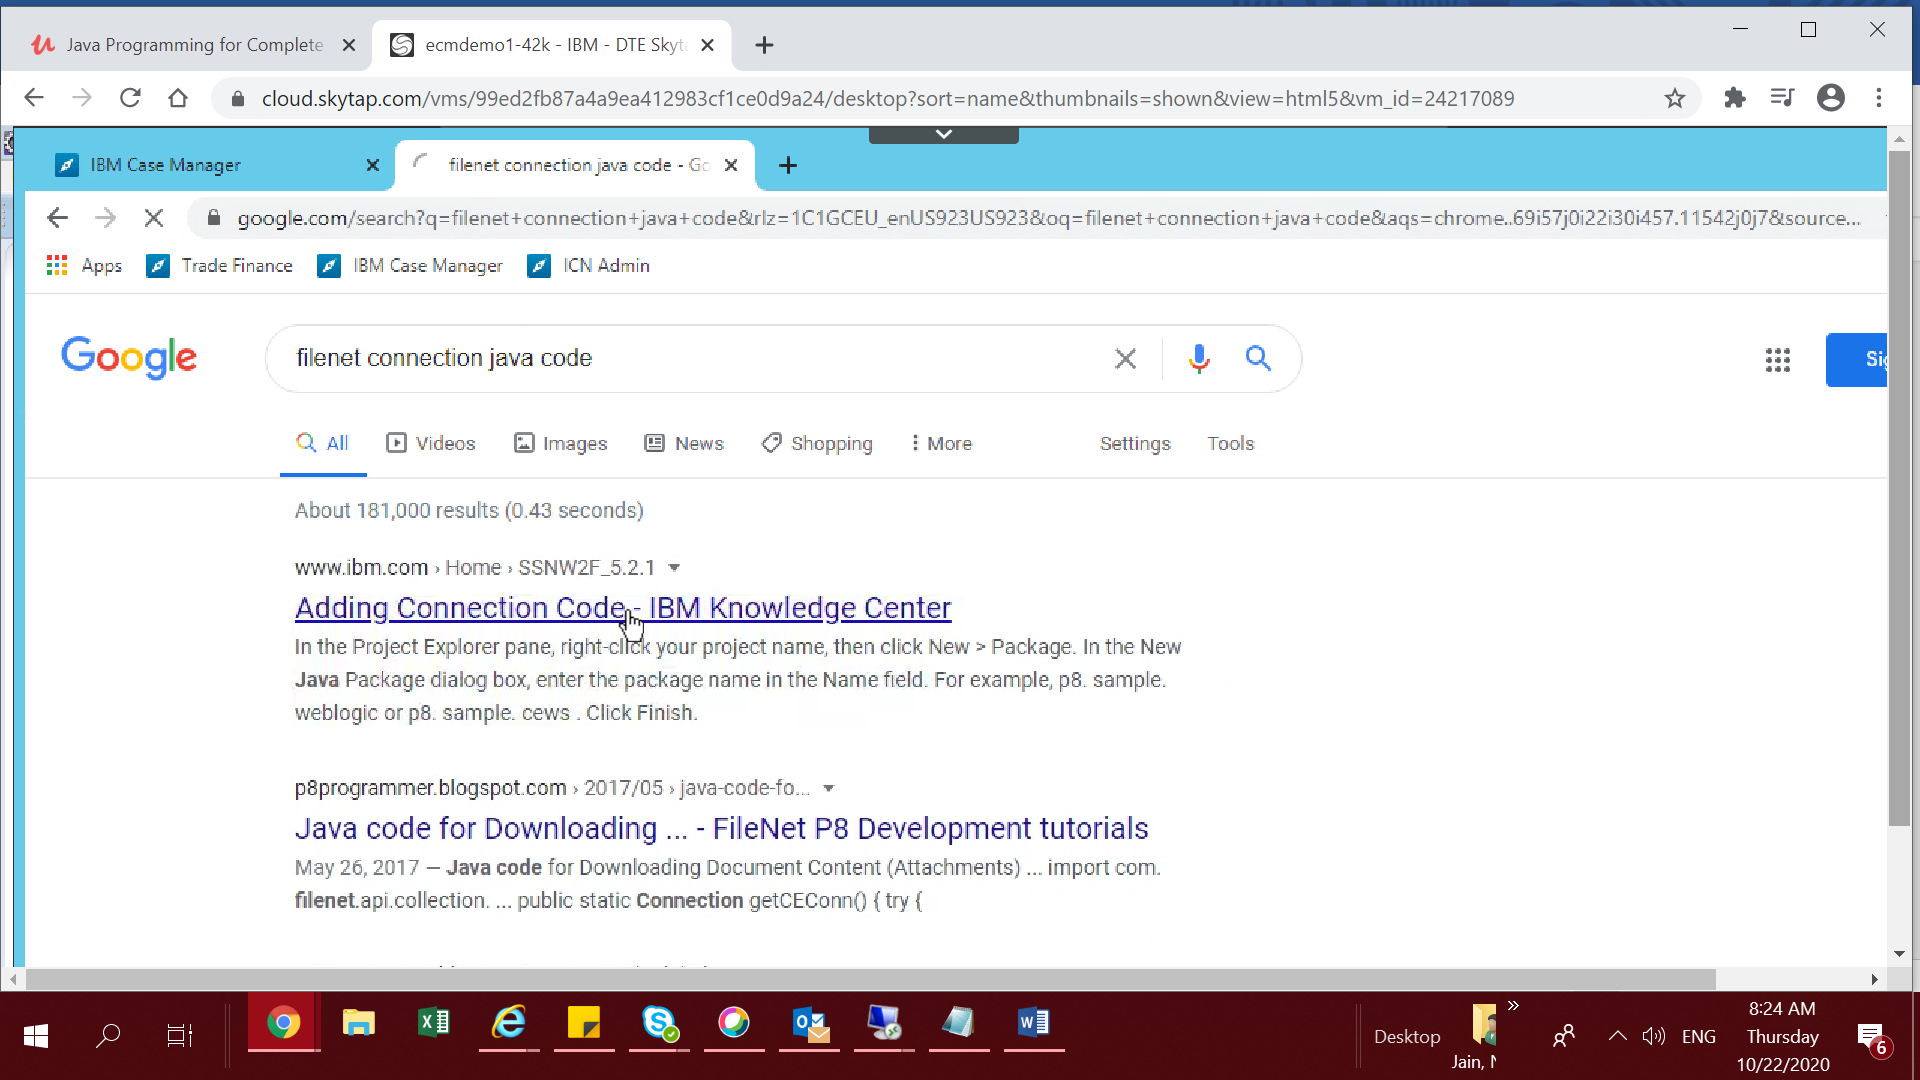 Java Programming for Complete
ecmdemo1-42k - IBM - DTE Skyta
cloud.skytap.com/vms/99ed2fb87a4a9ea412983cf1ce0d9a24/desktop?sort=name&thumbnails=shown&view=html5&vm_id=24217089
IBM Case Manager
filenet connection java code - Go
google.com/search?q=filenet+connection+java+code&rlz=1C1GCEU_enUS923US923&oq=filenet+connection+java+code&aqs=chrome..69i57j0i22i30i457.11542j0j7&source...
Apps
Trade Finance
IBM Case Manager
ICN Admin
Google
filenet connection java code
Sig
All
Videos
Images
News
Shopping
More
Settings
Tools
About 181,000 results (0.43 seconds)
www.ibm.com › Home › SSNW2F_5.2.1
Adding Connection Code - IBM Knowledge Center
In the Project Explorer pane, right-click your project name, then click New > Package. In the New
Java Package dialog box, enter the package name in the Name field. For example, p8. sample.
weblogic or p8. sample. cews . Click Finish.
p8programmer.blogspot.com › 2017/05 › java-code-fo...
Java code for Downloading ... - FileNet P8 Development tutorials
May 26, 2017 — Java code for Downloading Document Content (Attachments) ... import com.
filenet.api.collection. ... public static Connection getCEConn() { try {
Desktop
Jain, N
ENG
8:24 AM
Thursday
10/22/2020
6